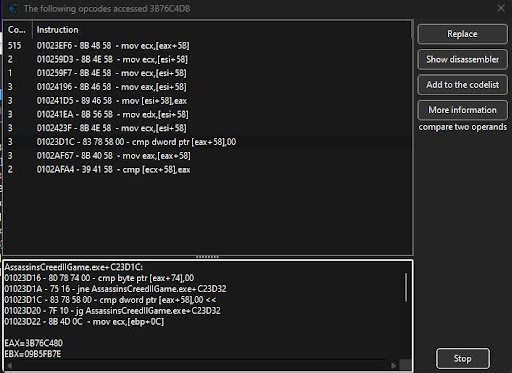 The following opcodes accessed 3B76C4D8
Co... Instruction
515 01023EF6 - 8B 48 58 - mov ecx,[eax+58]
2 010259D3 - 8B 4E 58 - mov ecx,[esi+58]
1 010259F7 - 8B 4E 58 - mov ecx,[esi+58]
3 01024196 - 8B 46 58 - mov eax,[esi+58]
3 010241D5 - 89 46 58 - mov [esi+58],eax
3 010241EA - 8B 56 58 - mov edx,[esi+58]
3 0102423F - 8B 4E 58 - mov ecx,[esi+58]
3 01023D1C - 83 78 58 00 - cmp dword ptr [eax+58],00
3 0102AF67 - 8B 40 58 - mov eax,[eax+58]
2 0102AFA4 - 39 41 58 - cmp [ecx+58],eax
Replace
Show disassembler
Add to the codelist
More information
compare two operands
AssassinsCreedIIGame.exe+C23D1C:
01023D16 - 80 78 74 00 - cmp byte ptr [eax+74],00
01023D1A - 75 16 - jne AssassinsCreedIIGame.exe+C23D32
01023D1C - 83 78 58 00 - cmp dword ptr [eax+58],00 <<
01023D20 - 7F 10 - jg AssassinsCreedIIGame.exe+C23D32
01023D22 - 8B 4D 0C - mov ecx,[ebp+0C]
EAX=3B76C480
EBX=09B5FB7E
Stop